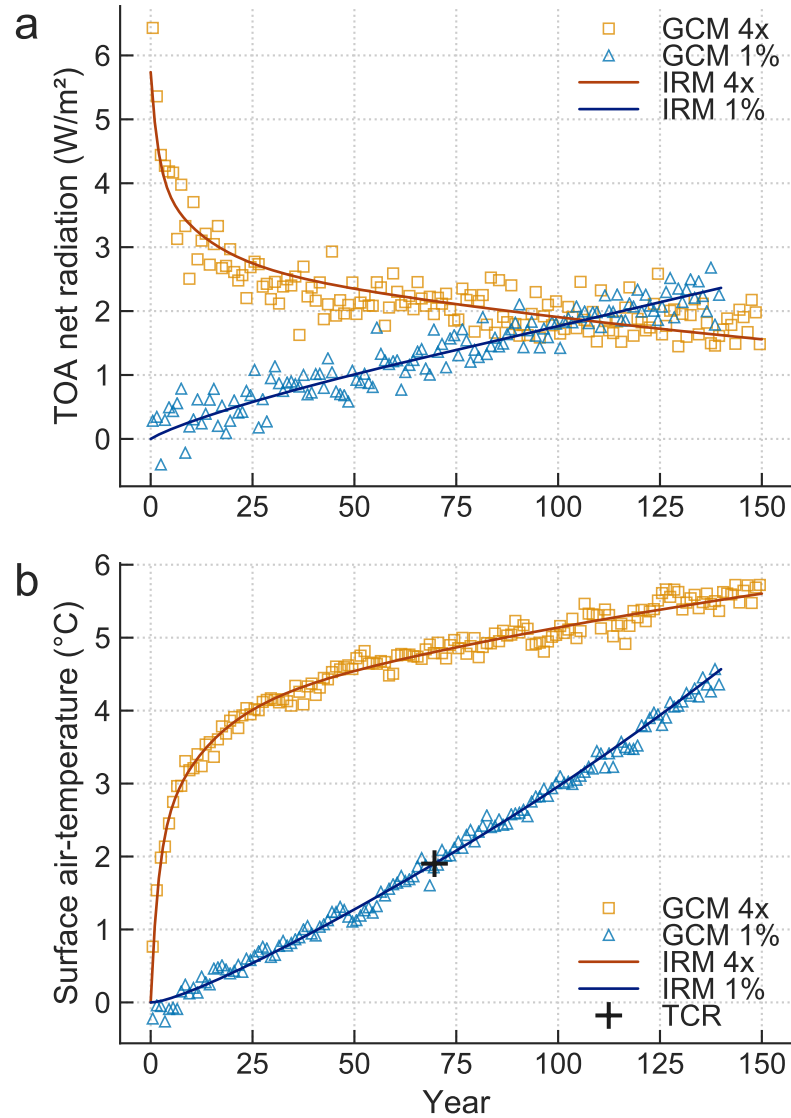 a
TOA net radiation (W/m²)
6
5
4
3
2
1
0
GCM 4x
GCM 1%
IRM 4x
IRM 1%
0 25 50 75 100 125 150
b
Surface air-temperature (°C)
6
5
4
3
2
1
0
GCM 4x
GCM 1%
IRM 4x
IRM 1%
TCR
0 25 50 75 100 125 150
Year